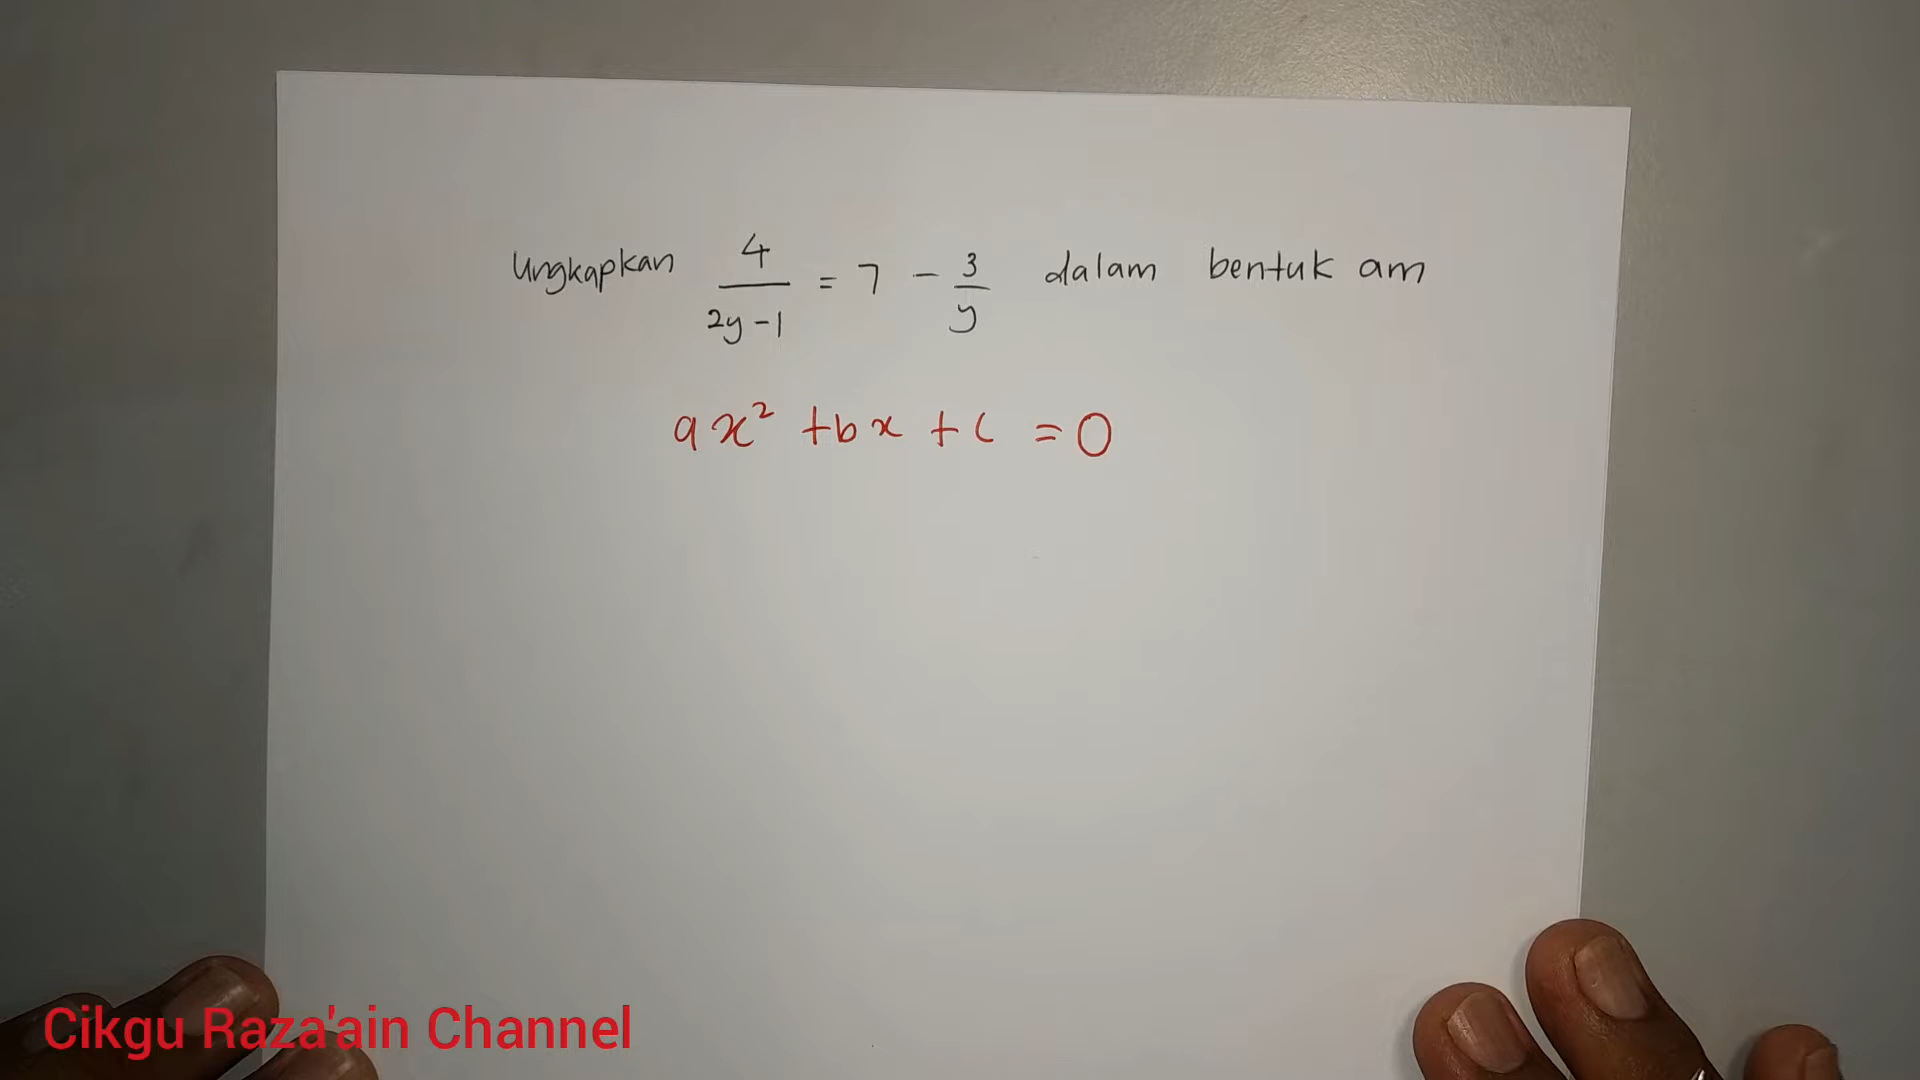 Ungkapkan 4/(2y-1) = 7 - 3/y dalam bentuk am
ax² + bx + c = 0
Cikgu Raza'ain Channel